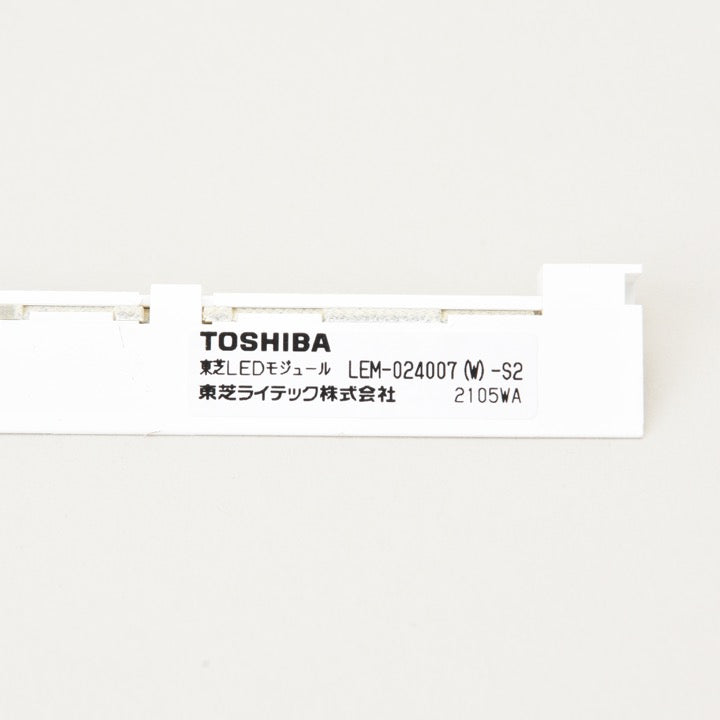 TOSHIBA
東芝LEDモジュール LEM-024007(W)-S2
東芝ライテック株式会社 2105WA